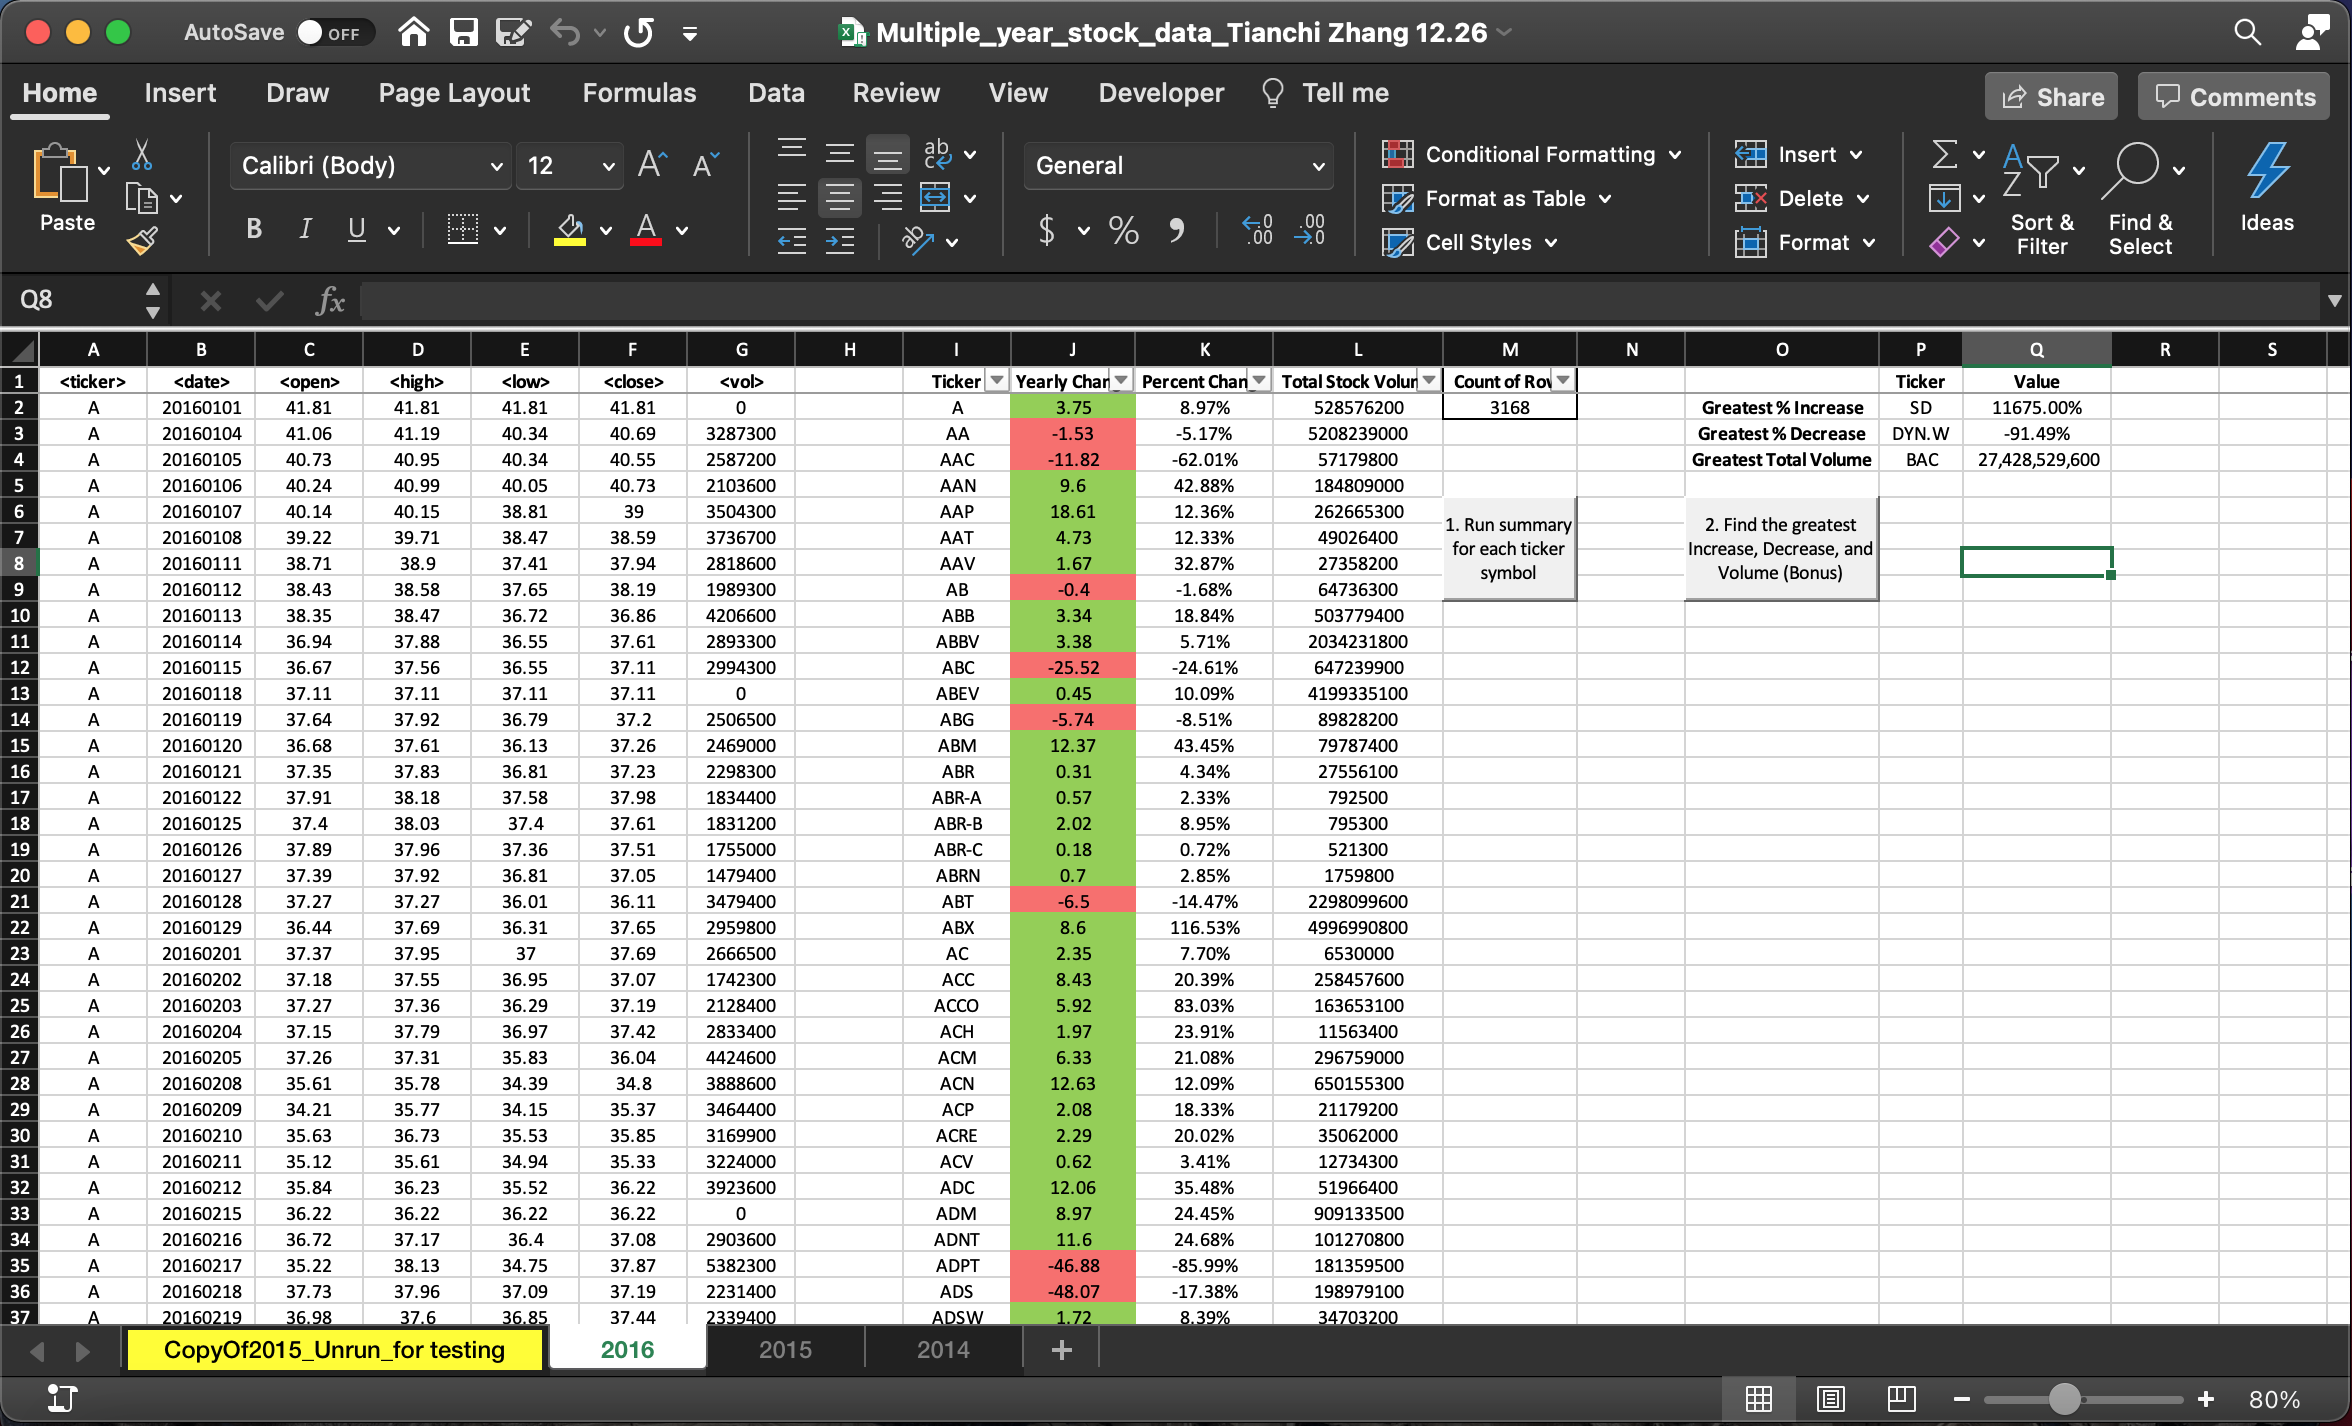 AutoSave OFF Multiple_year_stock_data_Tianchi Zhang 12.26
Home Insert Draw Page Layout Formulas Data Review View Developer Tell me Share Comments
Paste
Calibri (Body) 12
B I U
General
$ % 9
Conditional Formatting
Format as Table
Cell Styles
Insert
Delete
Format
Sort & Filter
Find & Select
Ideas
Q8 fx
A B C D E F G H I J K L M N O P Q R S
1 <ticker> <date> <open> <high> <low> <close> <vol> Ticker Yearly Chan Percent Chan Total Stock Volur Count of Rov Ticker Value
2 A 20160101 41.81 41.81 41.81 41.81 0 A 3.75 8.97% 528576200 3168 Greatest % Increase SD 11675.00%
3 A 20160104 41.06 41.19 40.34 40.69 3287300 AA -1.53 -5.17% 5208239000 Greatest % Decrease DYN.W -91.49%
4 A 20160105 40.73 40.95 40.34 40.55 2587200 AAC -11.82 -62.01% 57179800 Greatest Total Volume BAC 27,428,529,600
5 A 20160106 40.24 40.99 40.05 40.73 2103600 AAN 9.6 42.88% 184809000
6 A 20160107 40.14 40.15 38.81 39 3504300 AAP 18.61 12.36% 262665300
7 A 20160108 39.22 39.71 38.47 38.59 3736700 AAT 4.73 12.33% 49026400
8 A 20160111 38.71 38.9 37.41 37.94 2818600 AAV 1.67 32.87% 27358200
9 A 20160112 38.43 38.58 37.65 38.19 1989300 AB -0.4 -1.68% 64736300
1. Run summary
for each ticker
symbol
2. Find the greatest
Increase, Decrease, and
Volume (Bonus)
10 A 20160113 38.35 38.47 36.72 36.86 4206600 ABB 3.34 18.84% 503779400
11 A 20160114 36.94 37.88 36.55 37.61 2893300 ABBV 3.38 5.71% 2034231800
12 A 20160115 36.67 37.56 36.55 37.11 2994300 ABC -25.52 -24.61% 647239900
13 A 20160118 37.11 37.11 37.11 37.11 0 ABEV 0.45 10.09% 4199335100
14 A 20160119 37.64 37.92 36.79 37.2 2506500 ABG -5.74 -8.51% 89828200
15 A 20160120 36.68 37.61 36.13 37.26 2469000 ABM 12.37 43.45% 79787400
16 A 20160121 37.35 37.83 36.81 37.23 2298300 ABR 0.31 4.34% 27556100
17 A 20160122 37.91 38.18 37.58 37.98 1834400 ABR-A 0.57 2.33% 792500
18 A 20160125 37.4 38.03 37.4 37.61 1831200 ABR-B 2.02 8.95% 795300
19 A 20160126 37.89 37.96 37.36 37.51 1755000 ABR-C 0.18 0.72% 521300
20 A 20160127 37.39 37.92 36.81 37.05 1479400 ABRN 0.7 2.85% 1759800
21 A 20160128 37.27 37.27 36.01 36.11 3479400 ABT -6.5 -14.47% 2298099600
22 A 20160129 36.44 37.69 36.31 37.65 2959800 ABX 8.6 116.53% 4996990800
23 A 20160201 37.37 37.95 37 37.69 2666500 AC 2.35 7.70% 6530000
24 A 20160202 37.18 37.55 36.95 37.07 1742300 ACC 8.43 20.39% 258457600
25 A 20160203 37.27 37.36 36.29 37.19 2128400 ACCO 5.92 83.03% 163653100
26 A 20160204 37.15 37.79 36.97 37.42 2833400 ACH 1.97 23.91% 11563400
27 A 20160205 37.26 37.31 35.83 36.04 4424600 ACM 6.33 21.08% 296759000
28 A 20160208 35.61 35.78 34.39 34.8 3888600 ACN 12.63 12.09% 650155300
29 A 20160209 34.21 35.77 34.15 35.37 3464400 ACP 2.08 18.33% 21179200
30 A 20160210 35.63 36.73 35.53 35.85 3169900 ACRE 2.29 20.02% 35062000
31 A 20160211 35.12 35.61 34.94 35.33 3224000 ACV 0.62 3.41% 12734300
32 A 20160212 35.84 36.23 35.52 36.22 3923600 ADC 12.06 35.48% 51966400
33 A 20160215 36.22 36.22 36.22 36.22 0 ADM 8.97 24.45% 909133500
34 A 20160216 36.72 37.17 36.4 37.08 2903600 ADNT 11.6 24.68% 101270800
35 A 20160217 35.22 38.13 34.75 37.87 5382300 ADPT -46.88 -85.99% 181359500
36 A 20160218 37.73 37.96 37.09 37.19 2231400 ADS -48.07 -17.38% 198979100
37 A 20160219 36.98 37.6 36.85 37.44 2339400 ADSW 1.72 8.39% 34703200
CopyOf2015_Unrun_for testing 2016 2015 2014 +
80%